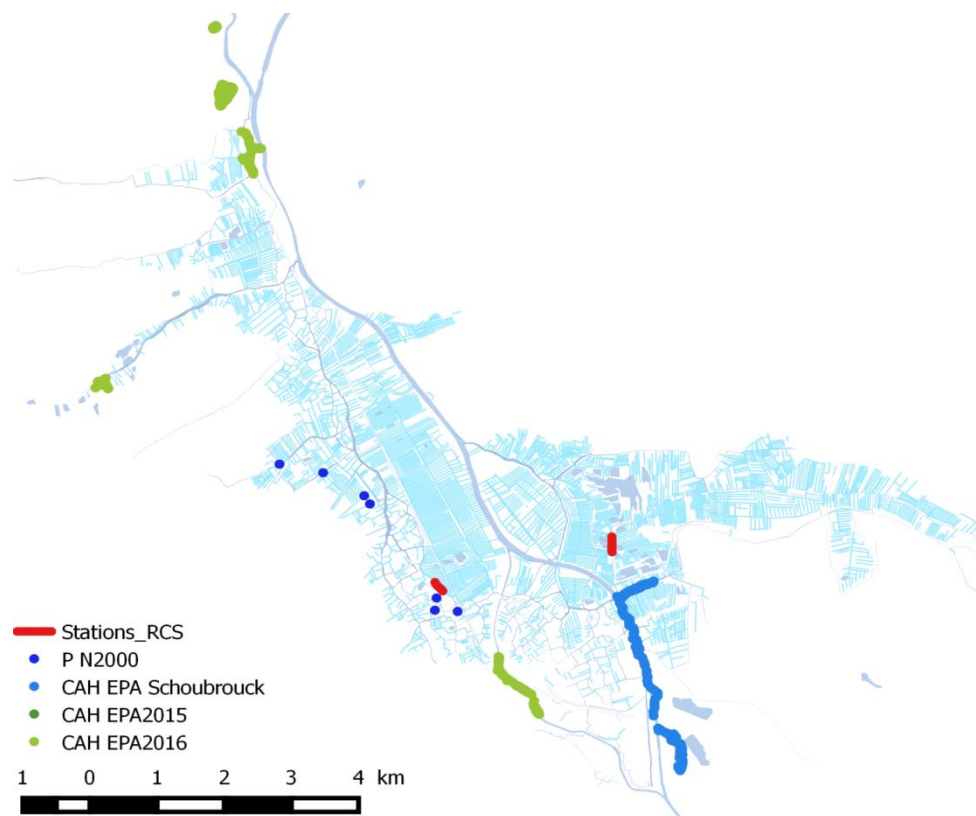 Stations_RCS
P N2000
CAH EPA Schoubrouck
CAH EPA2015
CAH EPA2016
1 0 1 2 3 4 km